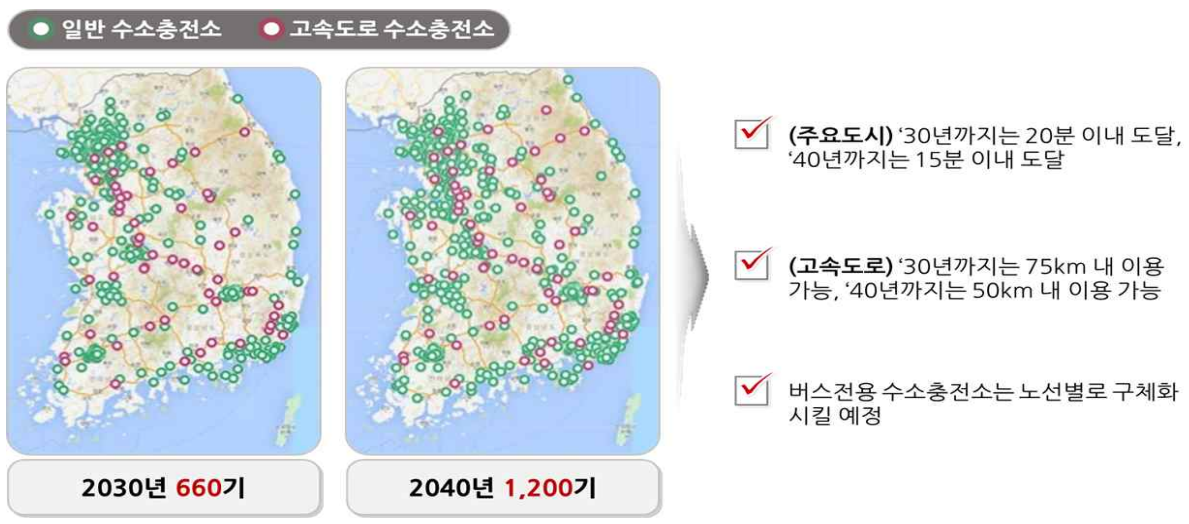 일반 수소충전소 고속도로 수소충전소
2030년 660기
2040년 1,200기
(주요도시) ‘30년까지는 20분 이내 도달,
‘40년까지는 15분 이내 도달
(고속도로) ‘30년까지는 75km 내 이용
가능, ‘40년까지는 50km 내 이용 가능
버스전용 수소충전소는 노선별로 구체화
시킬 예정